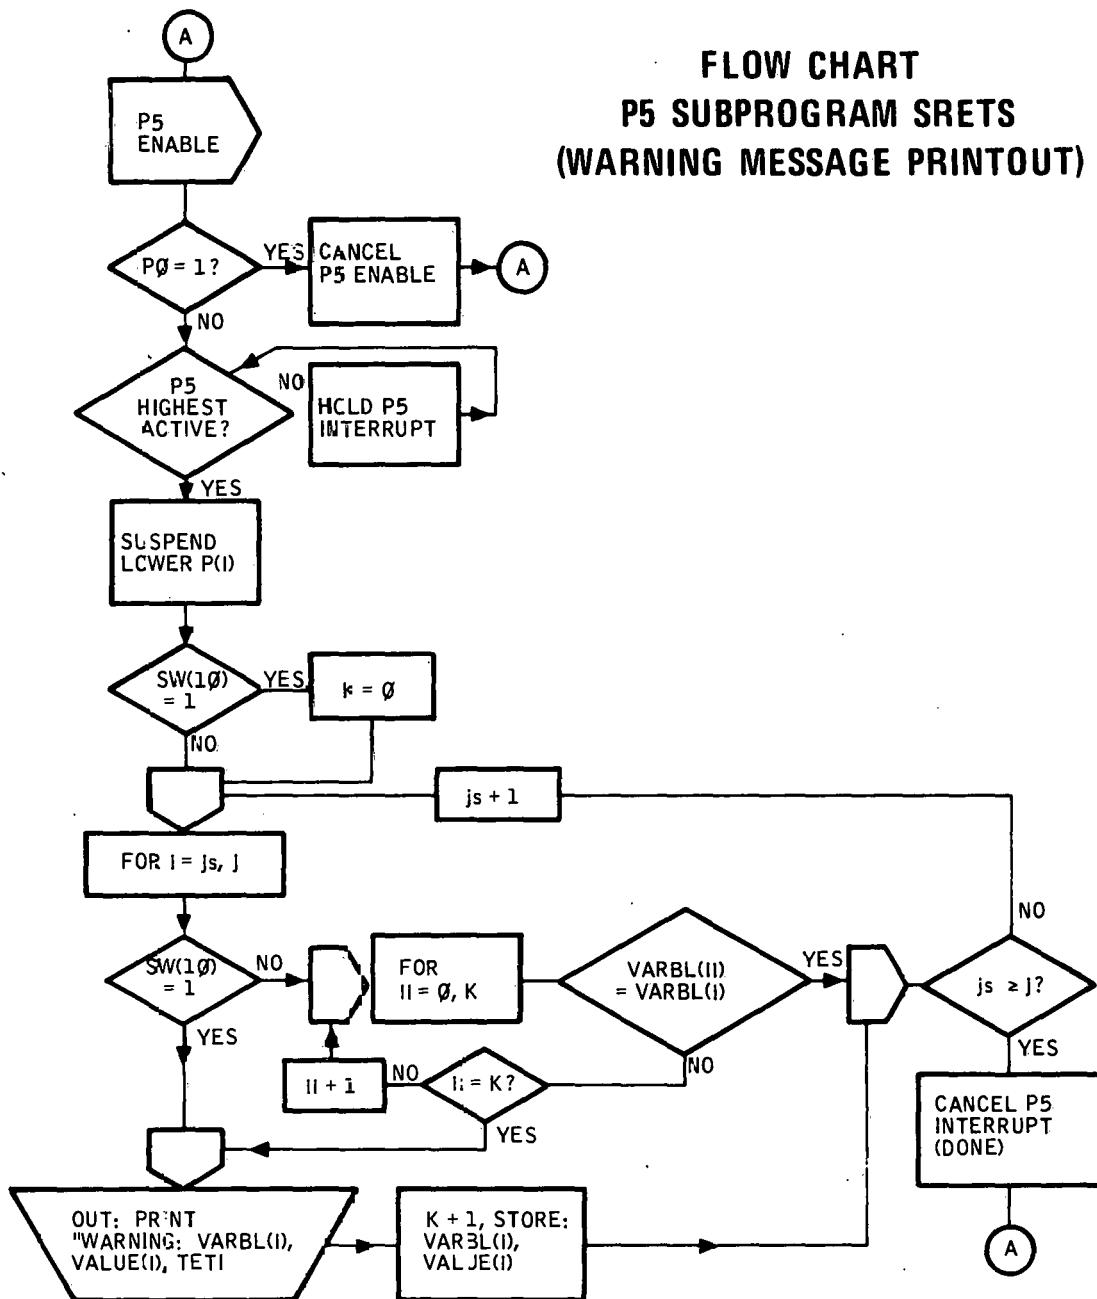 A
FLOW CHART
P5 SUBPROGRAM SRETS
(WARNING MESSAGE PRINTOUT)
P5
ENABLE
PØ = 1?
YES
CANCEL
P5 ENABLE
A
NO
P5
HIGHEST
ACTIVE?
NO
HCLD P5
INTERRUPT
YES
SUSPEND
LCWER P(I)
SW(1Ø)
= 1
YES
k = Ø
NO
js + 1
FOR I = js, j
NO
SW(1Ø)
= 1
NO
FOR
II = Ø, K
VARBL(II)
= VARBL(I)
YES
js ≥ j?
YES
YES
II + 1
NO
II = K?
NO
YES
CANCEL P5
INTERRUPT
(DONE)
OUT: PRINT
"WARNING: VARBL(I),
VALUE(I), TETI
K + 1, STORE:
VARBL(I),
VALUE(I)
A